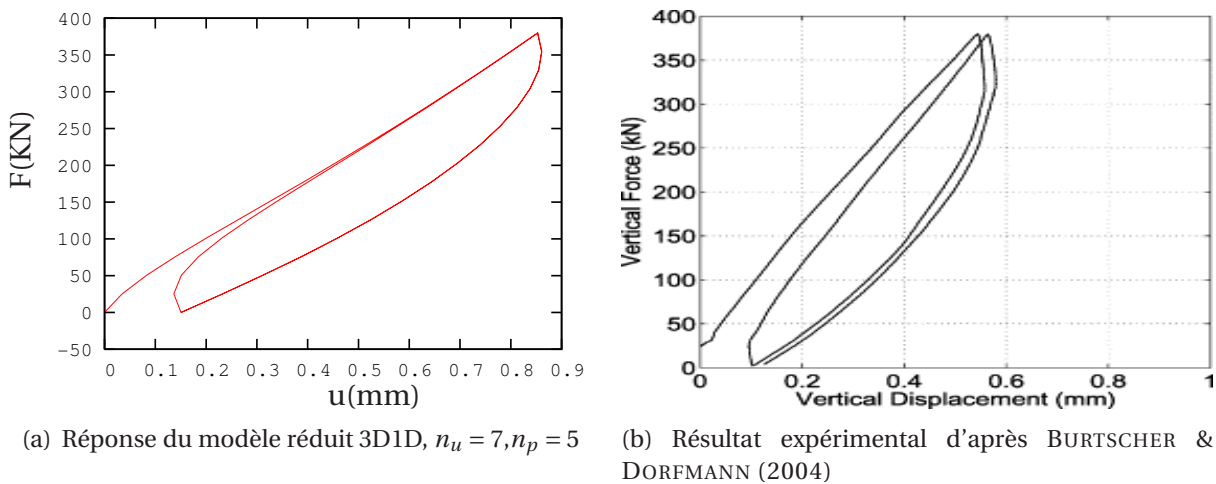 400
350
300
250
200
150
100
50
0
−50
F(KN)
0 0.1 0.2 0.3 0.4 0.5 0.6 0.7 0.8 0.9
u(mm)
(a) Réponse du modèle réduit 3D1D, n_u = 7, n_p = 5
400
350
300
250
200
150
100
50
0
Vertical Force (kN)
0 0.2 0.4 0.6 0.8 1
Vertical Displacement (mm)
(b) Résultat expérimental d'après BURTSCHER &
DORFMANN (2004)